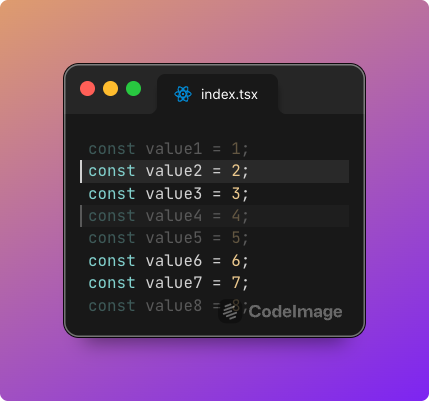 index.tsx
const value1 = 1;
const value2 = 2;
const value3 = 3;
const value4 = 4;
const value5 = 5;
const value6 = 6;
const value7 = 7;
const value8 = 8;
CodeImage